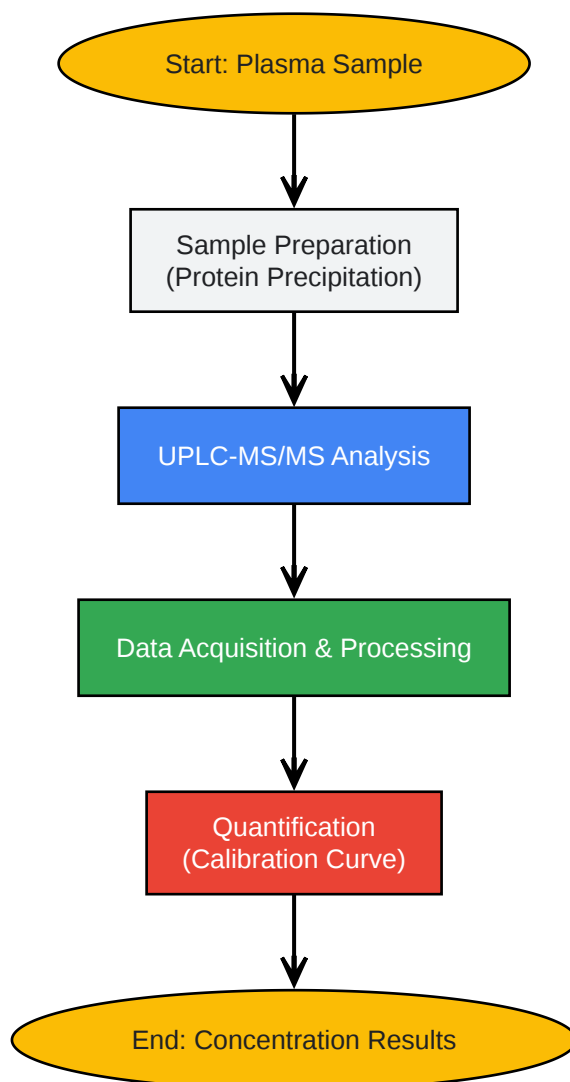 Start: Plasma Sample
Sample Preparation
(Protein Precipitation)
UPLC-MS/MS Analysis
Data Acquisition & Processing
Quantification
(Calibration Curve)
End: Concentration Results